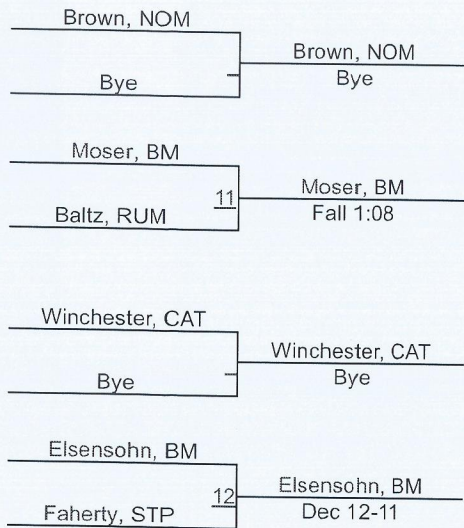 Brown, NOM
Brown, NOM
Bye
Bye
Moser, BM
11
Moser, BM
Fall 1:08
Baltz, RUM
Winchester, CAT
Winchester, CAT
Bye
Bye
Elsensohn, BM
12
Elsensohn, BM
Dec 12-11
Faherty, STP